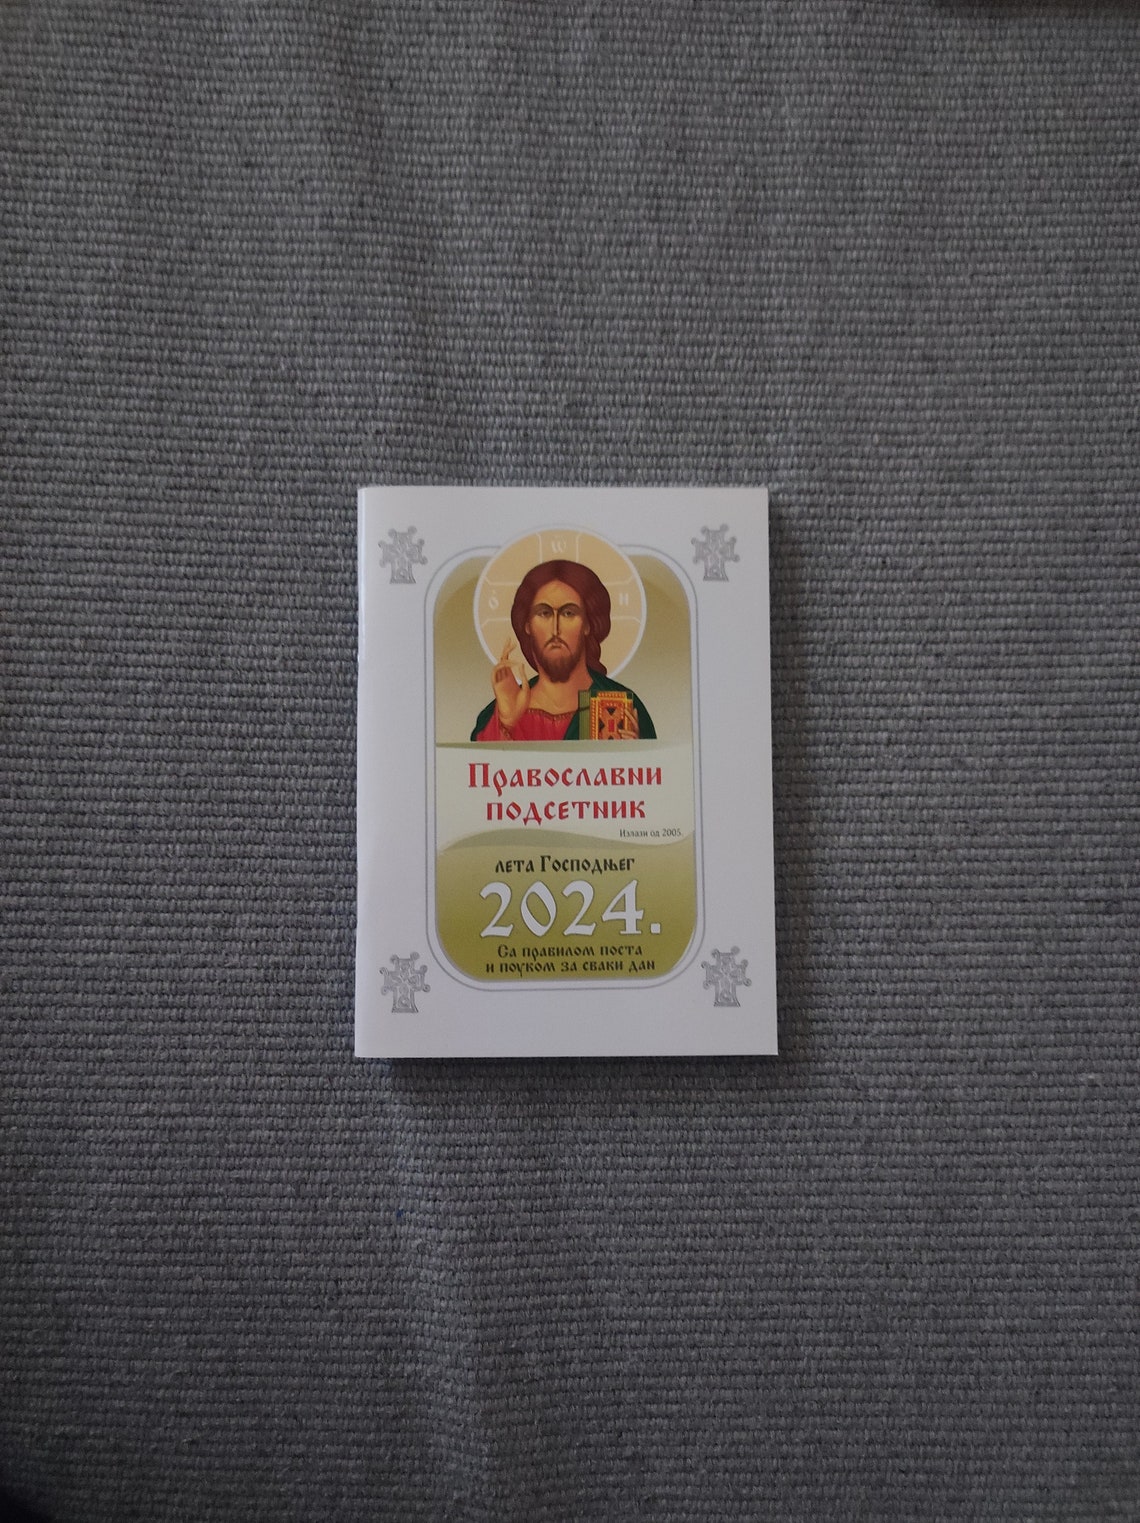 ὁ ѡ Н
Православни
подсетник
Излази од 2005.
лета Господњег
2024.
Са правилом поста
и поуком за сваки дан